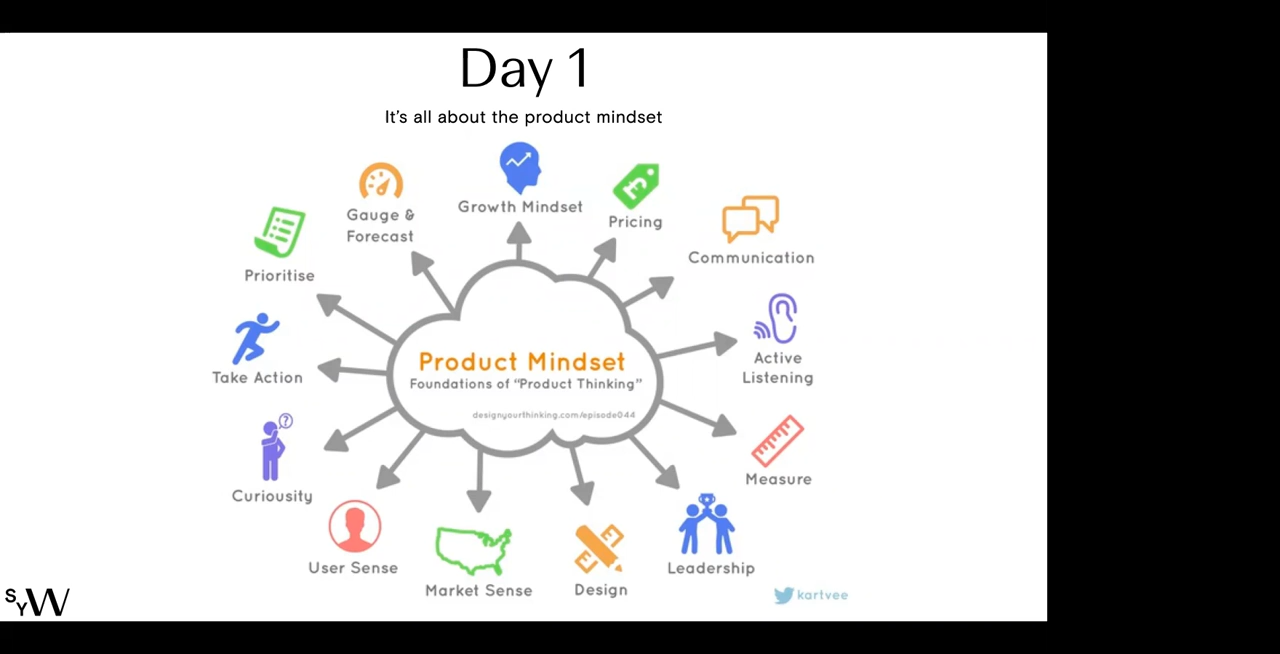 Day 1
It's all about the product mindset
Growth Mindset
Gauge &
Forecast
Pricing
Communication
Prioritise
Active
Listening
Take Action
Product Mindset
Foundations of “Product Thinking”
designyourthinking.com/episode044
Measure
Curiousity
?
User Sense
Market Sense
Design
Leadership
kartvee
SYW
£